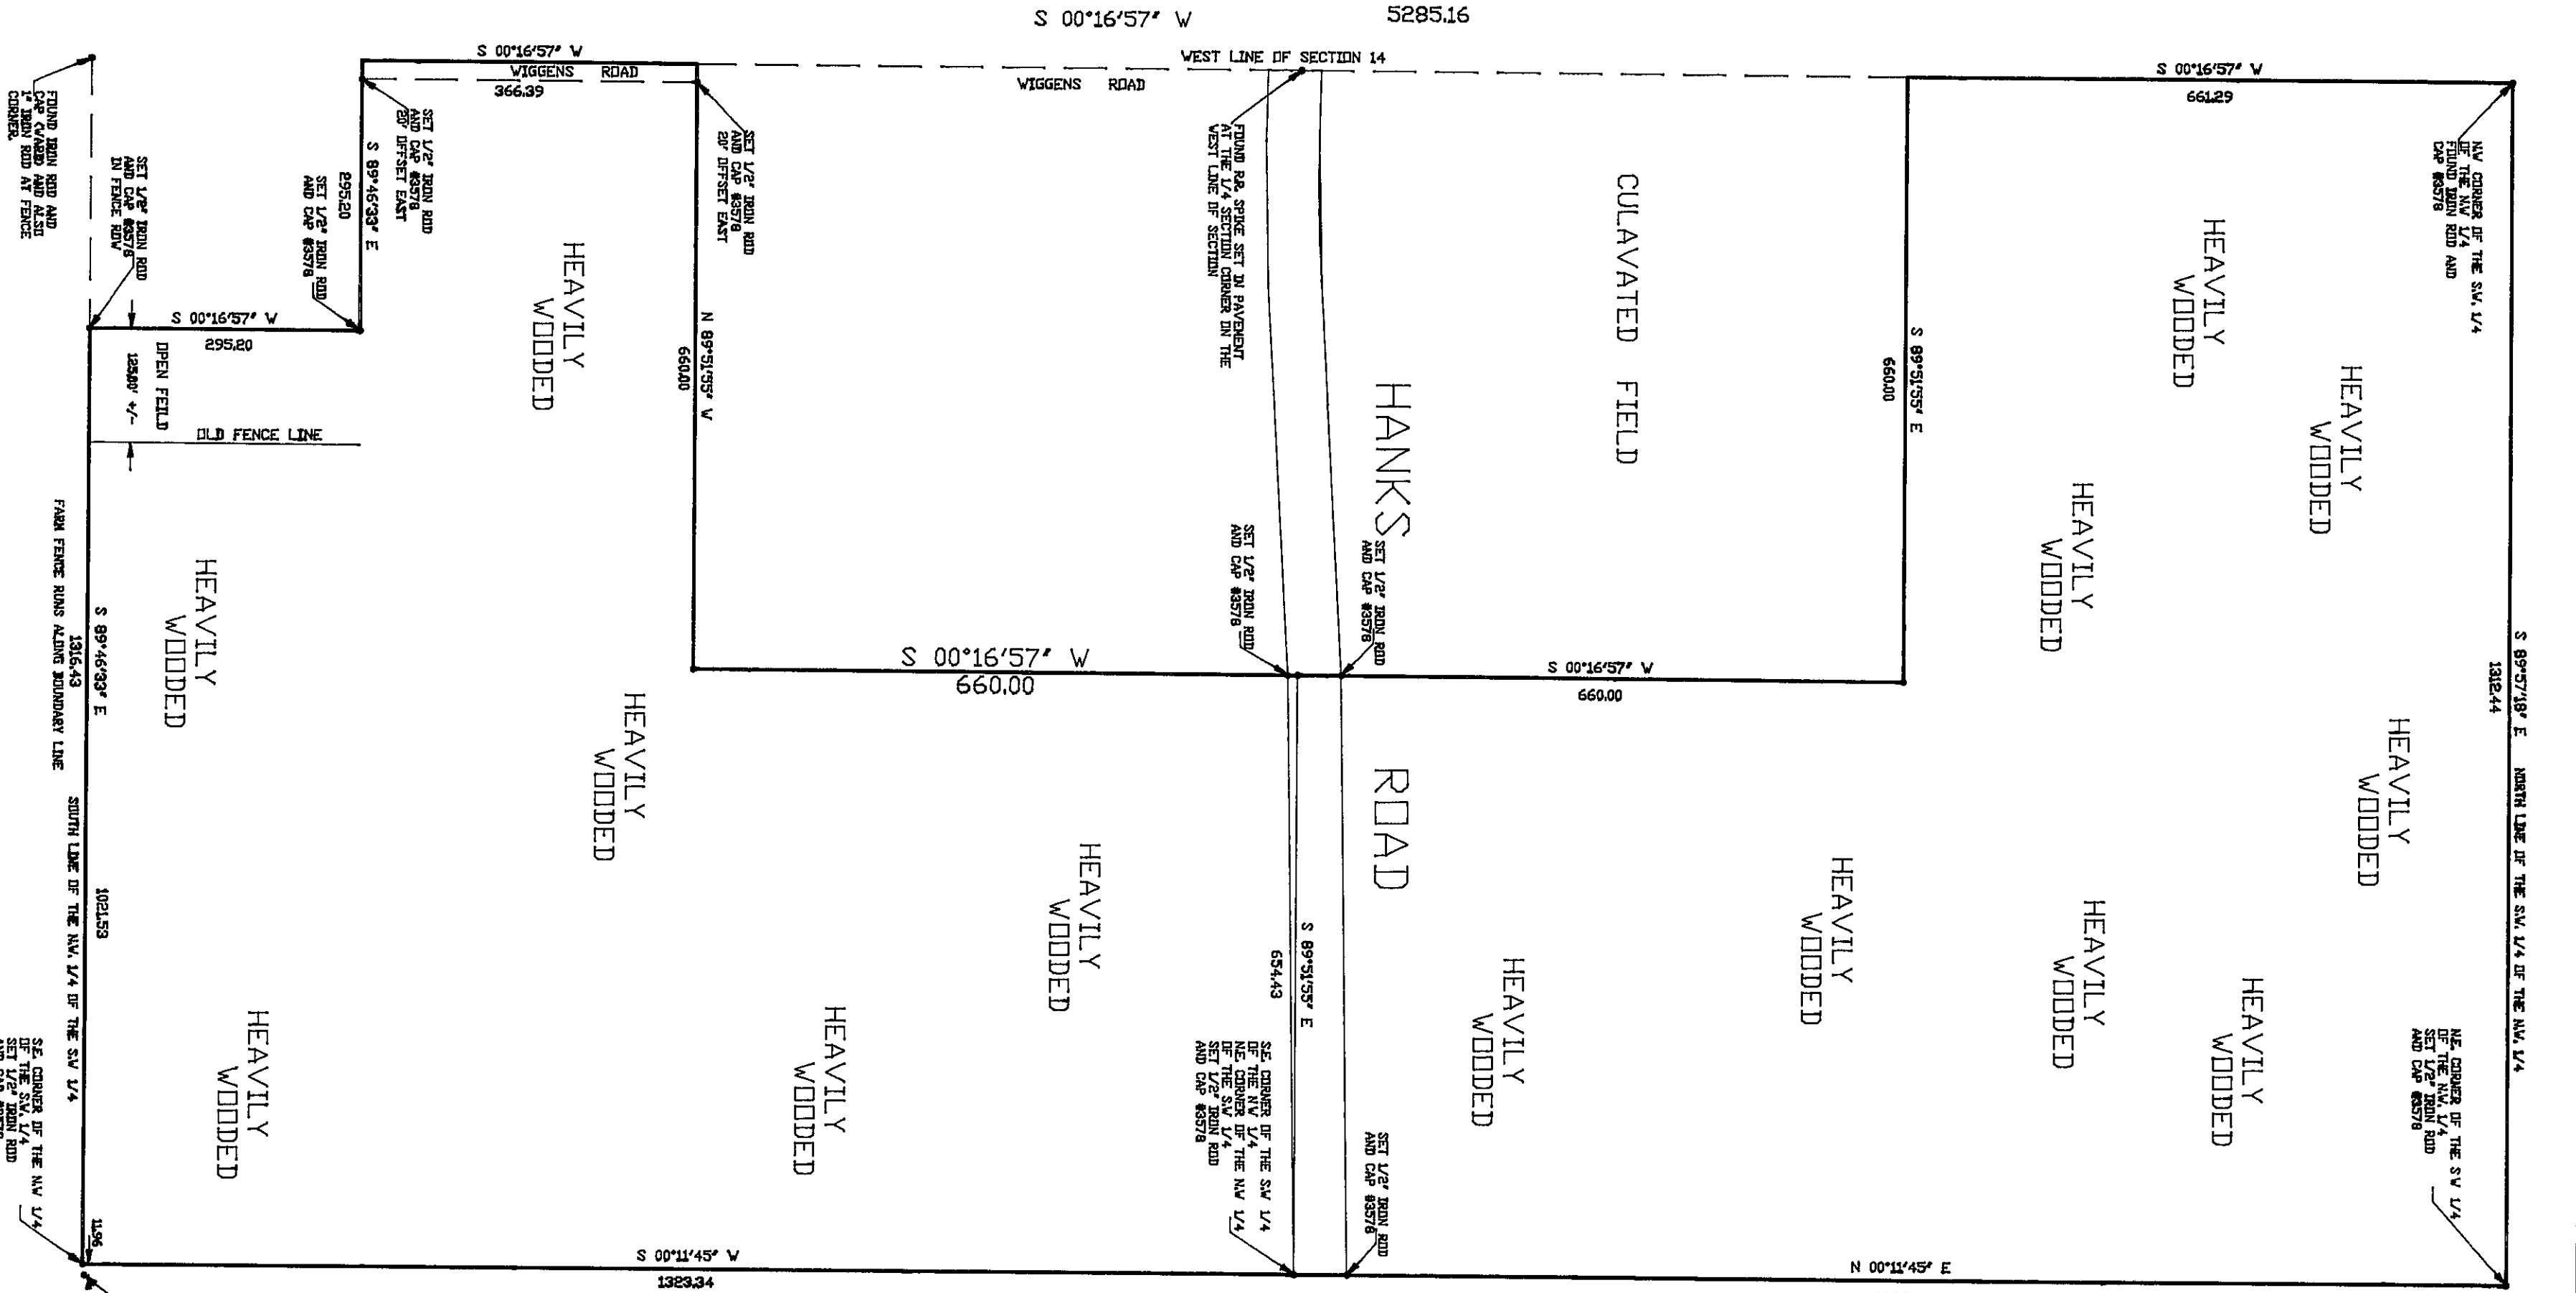 S 00°16'57" W 5285.16
S 00°16'57" W
WIGGENS ROAD
366.39
WEST LINE OF SECTION 14
WIGGENS ROAD
S 00°16'57" W
661.29
FOUND IRON ROD AND
CAP (WARD) AND ALSO
1" IRON ROD AT FENCE
CORNER.
SET 1/2" IRON ROD
AND CAP #3578
IN FENCE ROW
SET 1/2" IRON ROD
AND CAP #3578
20' OFFSET EAST
S 89°46'33" E
295.20
SET 1/2" IRON ROD
AND CAP #3578
SET 1/2" IRON ROD
AND CAP #3578
20' OFFSET EAST
FOUND R.R. SPIKE SET IN PAVEMENT
AT THE 1/4 SECTION CORNER ON THE
WEST LINE OF SECTION
CULAVATED FIELD
N.W. CORNER OF THE S.W. 1/4
OF THE NW 1/4
FOUND IRON ROD AND
CAP #3578
HEAVILY
WOODED
HEAVILY
WOODED
S 00°16'57" W
295.20
OPEN FEILD
125.00' +/-
OLD FENCE LINE
N 89°51'55" W
660.00
S 89°51'55" E
660.00
HEAVILY
WOODED
HANKS
HEAVILY
WOODED
FARM FENCE RUNS ALONG BOUNDARY LINE
HEAVILY
WOODED
SET 1/2" IRON ROD
AND CAP #3578
SET 1/2" IRON ROD
AND CAP #3578
S 89°46'33" E
1316.43
S 00°16'57" W
660.00
S 00°16'57" W
660.00
S 89°57'18" E NORTH LINE OF THE S.W. 1/4 OF THE N.W. 1/4
1312.44
HEAVILY
WOODED
ROAD
HEAVILY
WOODED
SOUTH LINE OF THE N.W. 1/4 OF THE S.W 1/4
1021.53
HEAVILY
WOODED
HEAVILY
WOODED
HEAVILY
WOODED
S 89°51'55" E
654.43
HEAVILY
WOODED
HEAVILY
WOODED
HEAVILY
WOODED
HEAVILY
WOODED
S.E. CORNER OF THE N.W 1/4
OF THE S.W. 1/4
SET 1/2" IRON ROD
AND CAP #3578
S.E. CORNER OF THE S.W 1/4
OF THE NW 1/4
N.E. CORNER OF THE N.W 1/4
OF THE S.W 1/4
SET 1/2" IRON ROD
AND CAP #3578
SET 1/2" IRON ROD
AND CAP #3578
N.E. CORNER OF THE S.W 1/4
OF THE N.W. 1/4
SET 1/2" IRON ROD
AND CAP #3578
11.96
S 00°11'45" W
1323.34
N 00°11'45" E